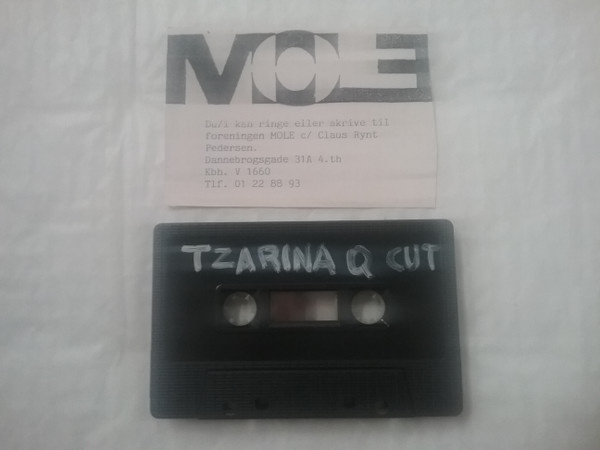 MOLE
Du/i kan ringe eller skrive til
foreningen MOLE c/ Claus Rynt
Pedersen.
Dannebrogsgade 31A 4.th
Kbh. V 1660
Tlf. 01 22 88 93
TZARINA Q CUT